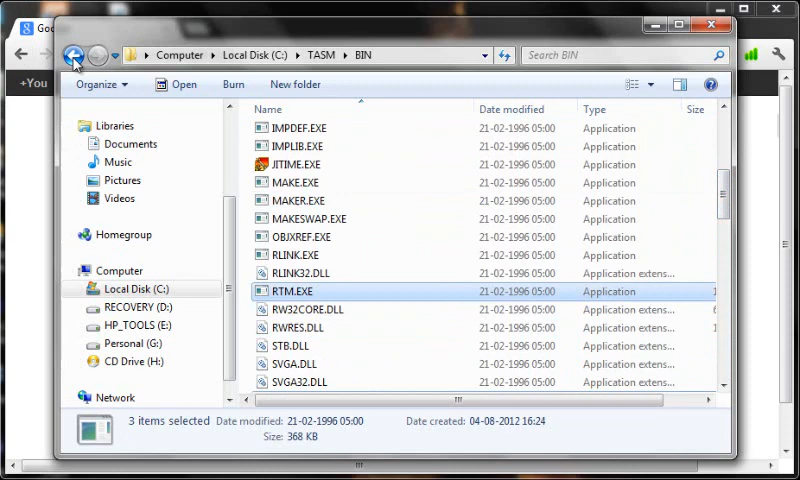 Goo
Computer Local Disk (C:) TASM BIN
Search BIN
+You
Organize Open Burn New folder
Name Date modified Type Size
Libraries
Documents
Music
Pictures
Videos
Homegroup
Computer
Local Disk (C:)
RECOVERY (D:)
HP_TOOLS (E:)
Personal (G:)
CD Drive (H:)
Network
IMPDEF.EXE 21-02-1996 05:00 Application
IMPLIB.EXE 21-02-1996 05:00 Application
JITIME.EXE 21-02-1996 05:00 Application
MAKE.EXE 21-02-1996 05:00 Application
MAKER.EXE 21-02-1996 05:00 Application
MAKESWAP.EXE 21-02-1996 05:00 Application
OBJXREF.EXE 21-02-1996 05:00 Application
RLINK.EXE 21-02-1996 05:00 Application
RLINK32.DLL 21-02-1996 05:00 Application extens...
RTM.EXE 21-02-1996 05:00 Application 1
RW32CORE.DLL 21-02-1996 05:00 Application extens... 6
RWRES.DLL 21-02-1996 05:00 Application extens... 1
STB.DLL 21-02-1996 05:00 Application extens...
SVGA.DLL 21-02-1996 05:00 Application extens...
SVGA32.DLL 21-02-1996 05:00 Application extens...
3 items selected Date modified: 21-02-1996 05:00 Date created: 04-08-2012 16:24
Size: 368 KB